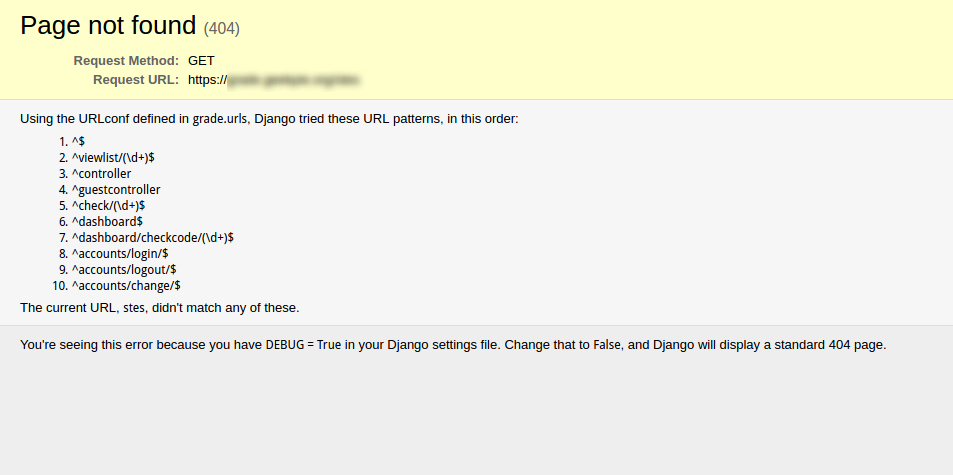 Page not found (404)
Request Method: GET
Request URL: https://
Using the URLconf defined in grade.urls, Django tried these URL patterns, in this order:
1. ^$
2. ^viewlist/(\d+)$
3. ^controller
4. ^guestcontroller
5. ^check/(\d+)$
6. ^dashboard$
7. ^dashboard/checkcode/(\d+)$
8. ^accounts/login/$
9. ^accounts/logout/$
10. ^accounts/change/$
The current URL, stes, didn't match any of these.
You're seeing this error because you have DEBUG = True in your Django settings file. Change that to False, and Django will display a standard 404 page.